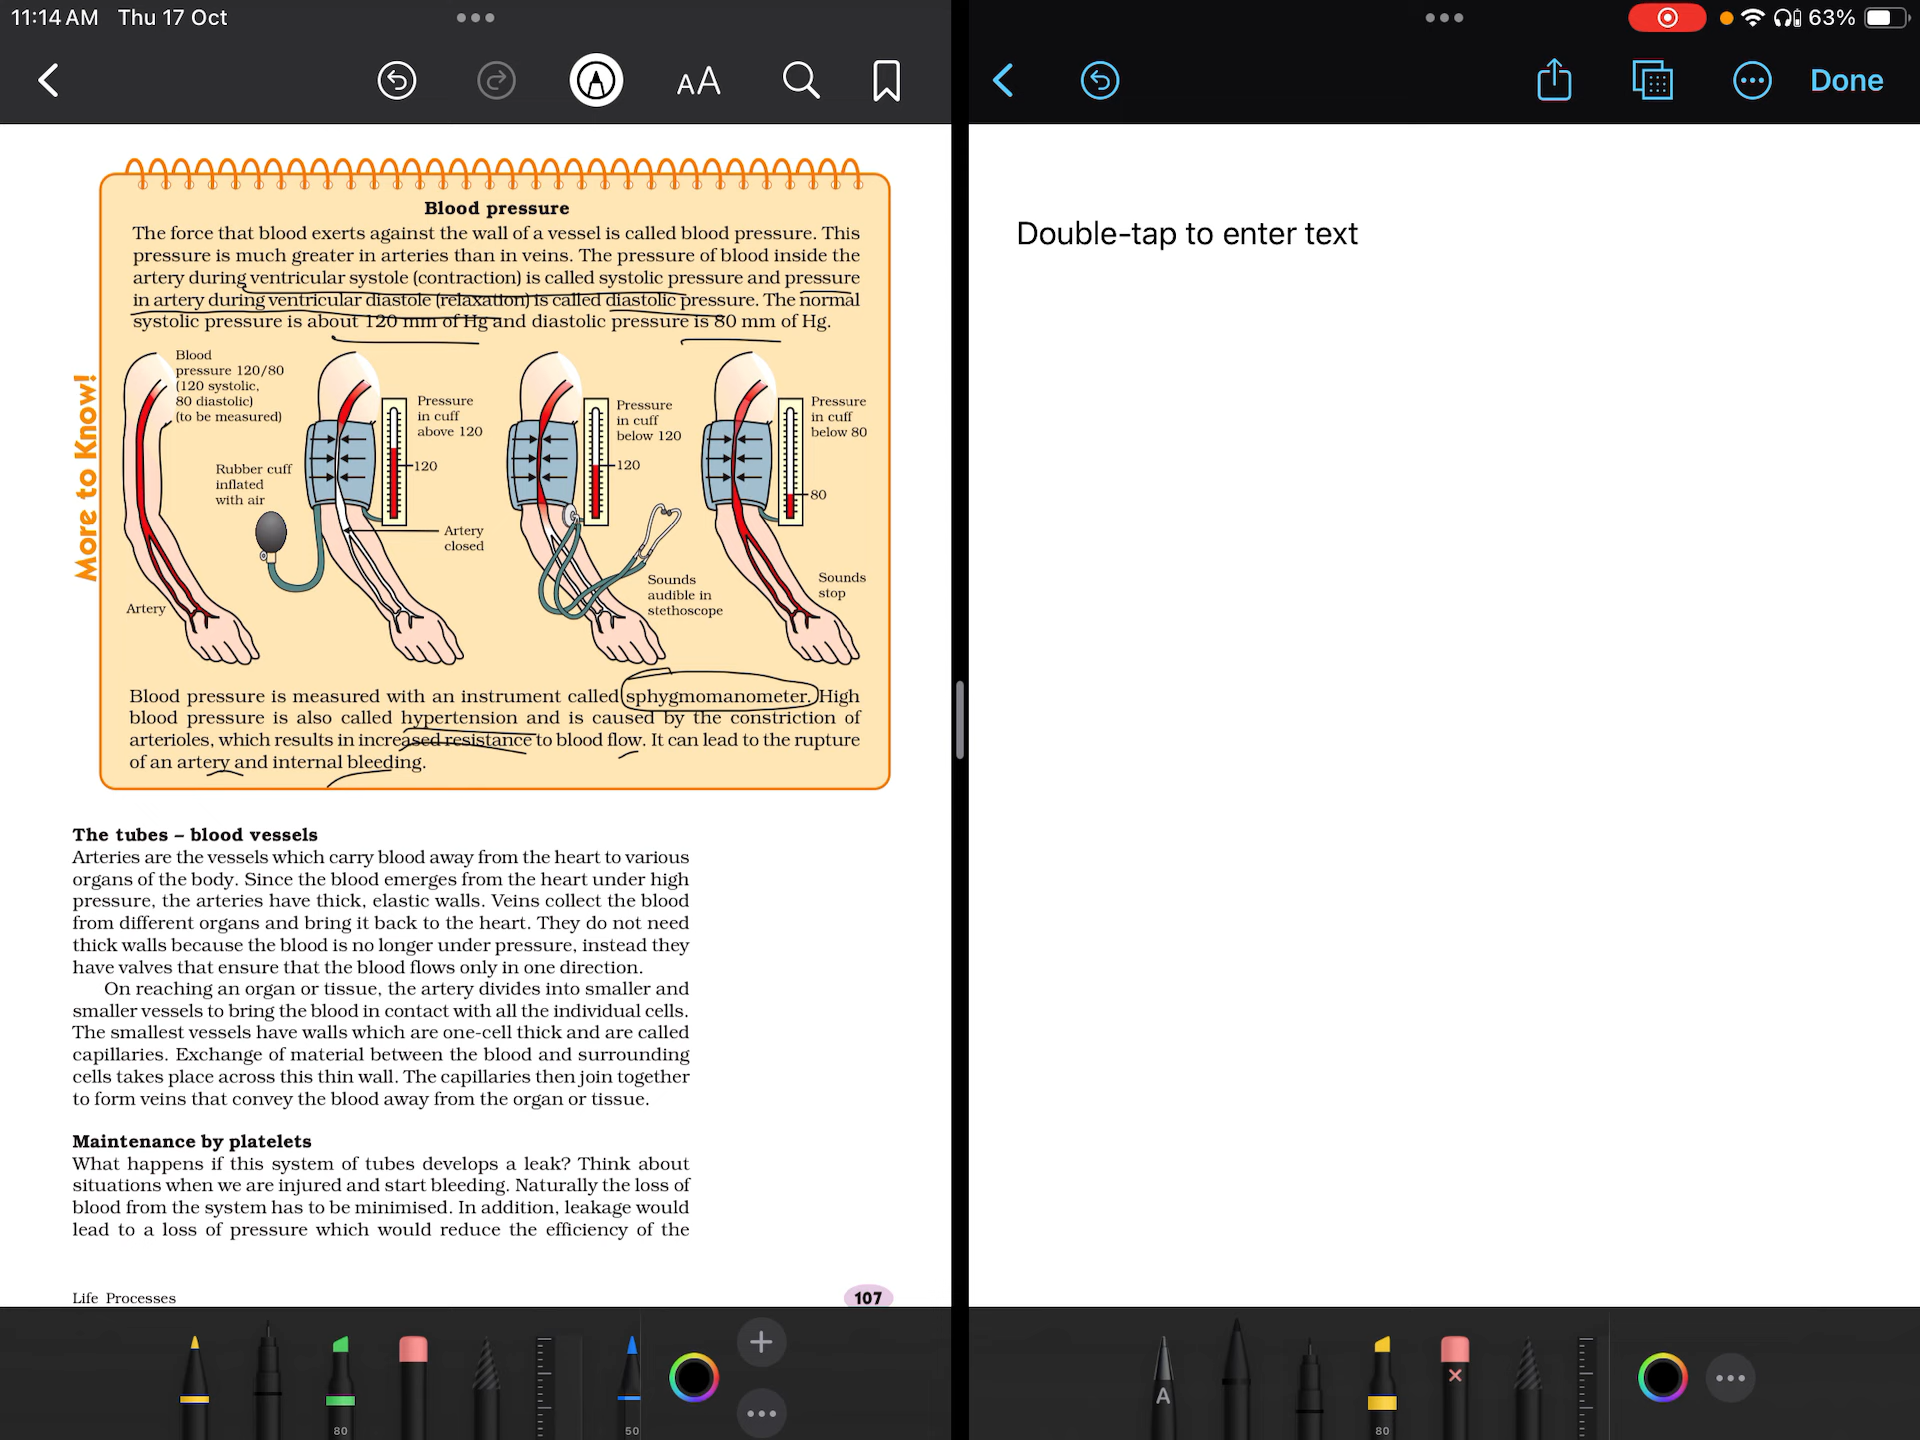 11:14 AM Thu 17 Oct
63%
AA
Done
Blood pressure
The force that blood exerts against the wall of a vessel is called blood pressure. This
pressure is much greater in arteries than in veins. The pressure of blood inside the
artery during ventricular systole (contraction) is called systolic pressure and pressure
in artery during ventricular diastole (relaxation) is called diastolic pressure. The normal
systolic pressure is about 120 mm of Hg and diastolic pressure is 80 mm of Hg.
More to Know!
Blood
pressure 120/80
(120 systolic,
80 diastolic)
(to be measured)
Artery
Rubber cuff
inflated
with air
Pressure
in cuff
above 120
120
Artery
closed
Pressure
in cuff
below 120
120
Sounds
audible in
stethoscope
Pressure
in cuff
below 80
80
Sounds
stop
Blood pressure is measured with an instrument called sphygmomanometer. High
blood pressure is also called hypertension and is caused by the constriction of
arterioles, which results in increased resistance to blood flow. It can lead to the rupture
of an artery and internal bleeding.
The tubes – blood vessels
Arteries are the vessels which carry blood away from the heart to various
organs of the body. Since the blood emerges from the heart under high
pressure, the arteries have thick, elastic walls. Veins collect the blood
from different organs and bring it back to the heart. They do not need
thick walls because the blood is no longer under pressure, instead they
have valves that ensure that the blood flows only in one direction.
On reaching an organ or tissue, the artery divides into smaller and
smaller vessels to bring the blood in contact with all the individual cells.
The smallest vessels have walls which are one-cell thick and are called
capillaries. Exchange of material between the blood and surrounding
cells takes place across this thin wall. The capillaries then join together
to form veins that convey the blood away from the organ or tissue.
Maintenance by platelets
What happens if this system of tubes develops a leak? Think about
situations when we are injured and start bleeding. Naturally the loss of
blood from the system has to be minimised. In addition, leakage would
lead to a loss of pressure which would reduce the efficiency of the
Life Processes
107
80
50
Double-tap to enter text
A
80